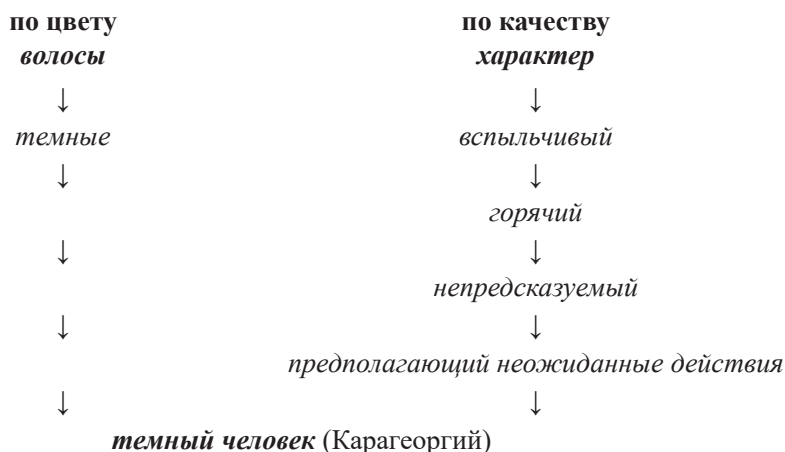 по цвету по качеству
волосы характер
↓ ↓
темные вспыльчивый
↓ ↓
горячий
↓ ↓
непредсказуемый
↓ ↓
предполагающий неожиданные действия
↓ ↓
темный человек (Карагеоргий)